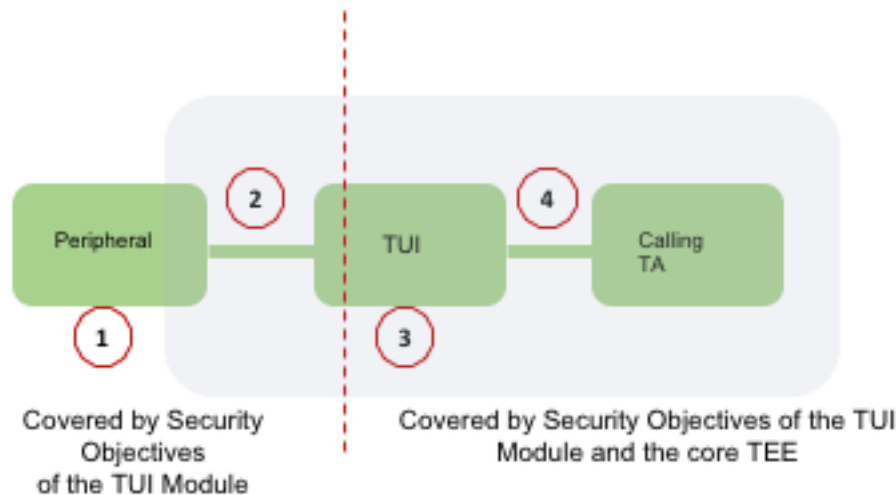 2
4
Peripheral
TUI
Calling
TA
1
3
Covered by Security
Objectives
of the TUI Module
Covered by Security Objectives of the TUI
Module and the core TEE